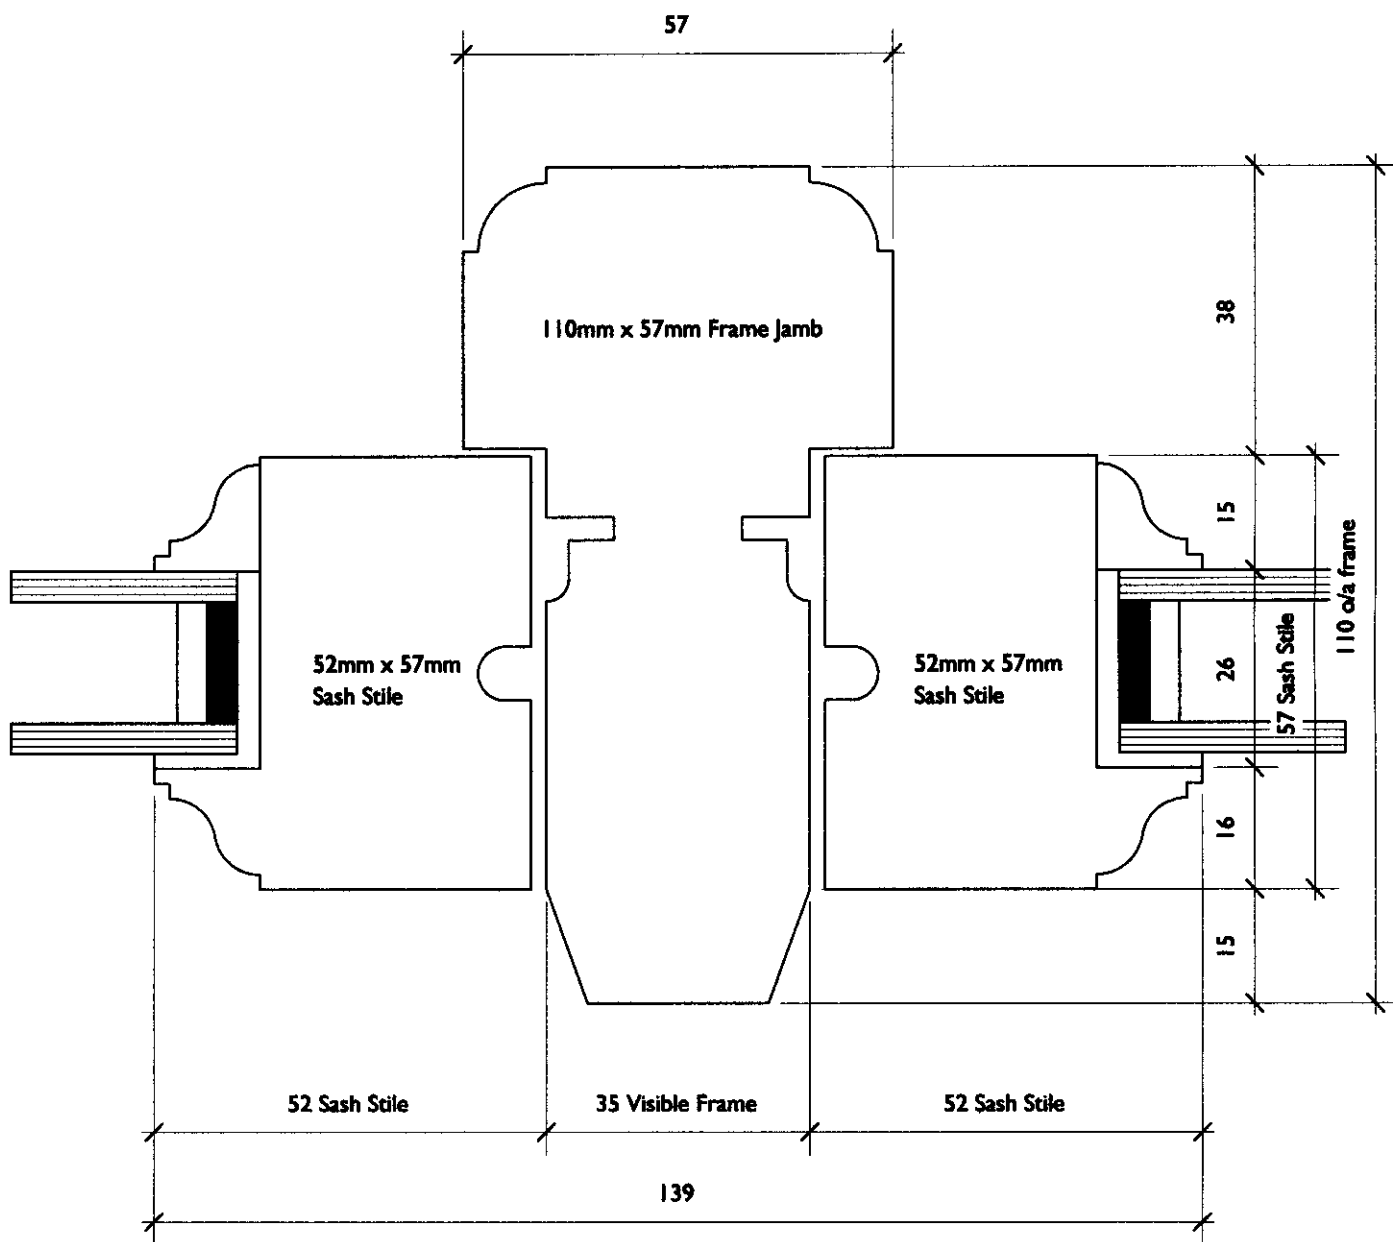 57
110mm x 57mm Frame Jamb
38
15
110 o/a frame
52mm x 57mm
Sash Stile
52mm x 57mm
Sash Stile
26
57 Sash Stile
16
15
52 Sash Stile
35 Visible Frame
52 Sash Stile
139